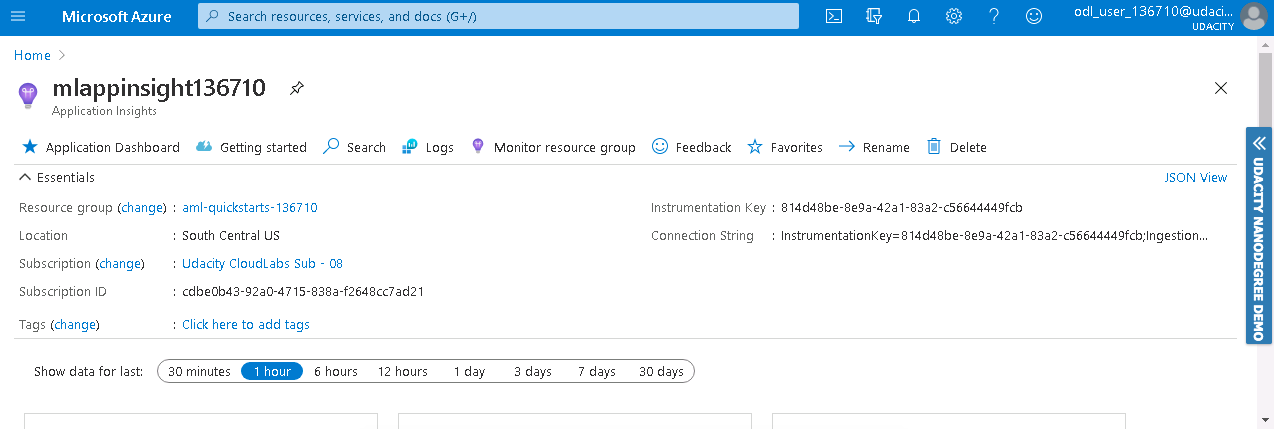 Microsoft Azure
Search resources, services, and docs (G+/)
odl_user_136710@udaci...
UDACITY
Home
mlappinsight136710
Application Insights
Application Dashboard
Getting started
Search
Logs
Monitor resource group
Feedback
Favorites
Rename
Delete
Essentials
JSON View
Resource group (change) : aml-quickstarts-136710
Location : South Central US
Subscription (change) : Udacity CloudLabs Sub - 08
Subscription ID : cdbe0b43-92a0-4715-838a-f2648cc7ad21
Tags (change) : Click here to add tags
Instrumentation Key : 814d48be-8e9a-42a1-83a2-c56644449fcb
Connection String : InstrumentationKey=814d48be-8e9a-42a1-83a2-c56644449fcb;Ingestion...
UDACITY NANODEGREE DEMO
Show data for last: 30 minutes 1 hour 6 hours 12 hours 1 day 3 days 7 days 30 days